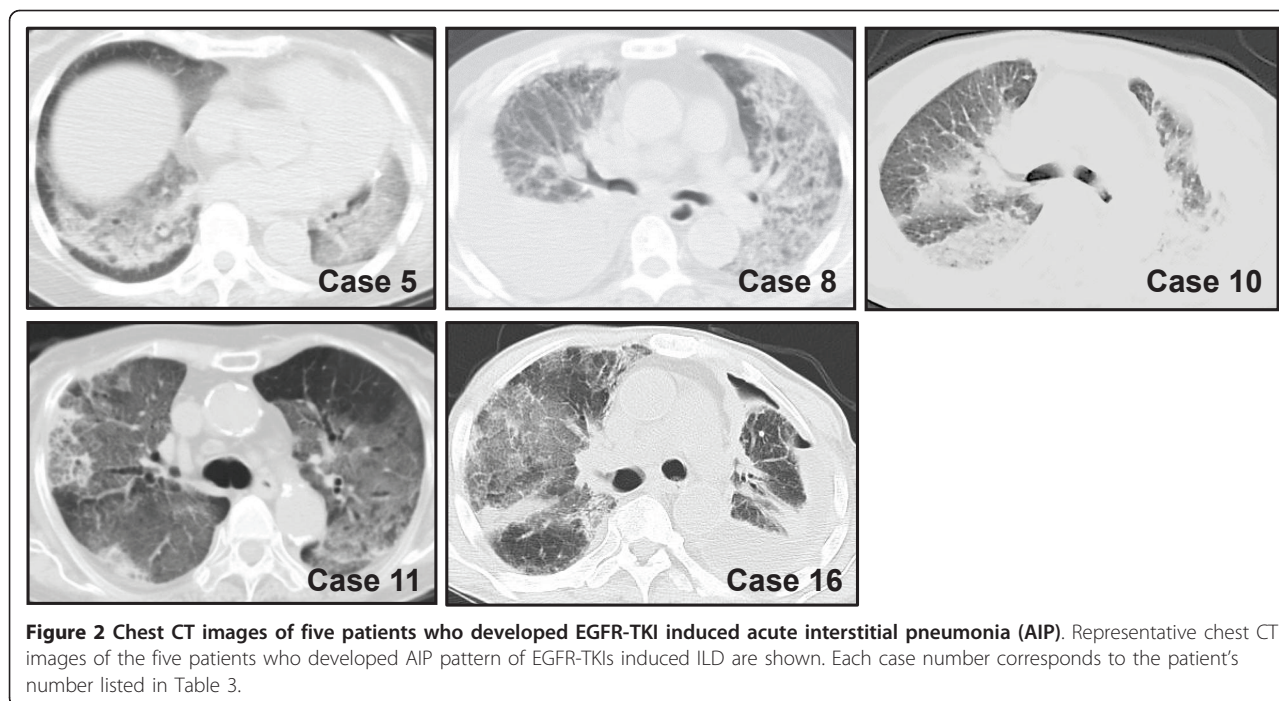 Case 5
Case 8
Case 10
Case 11
Case 16
Figure 2 Chest CT images of five patients who developed EGFR-TKI induced acute interstitial pneumonia (AIP). Representative chest CT
images of the five patients who developed AIP pattern of EGFR-TKIs induced ILD are shown. Each case number corresponds to the patient's
number listed in Table 3.